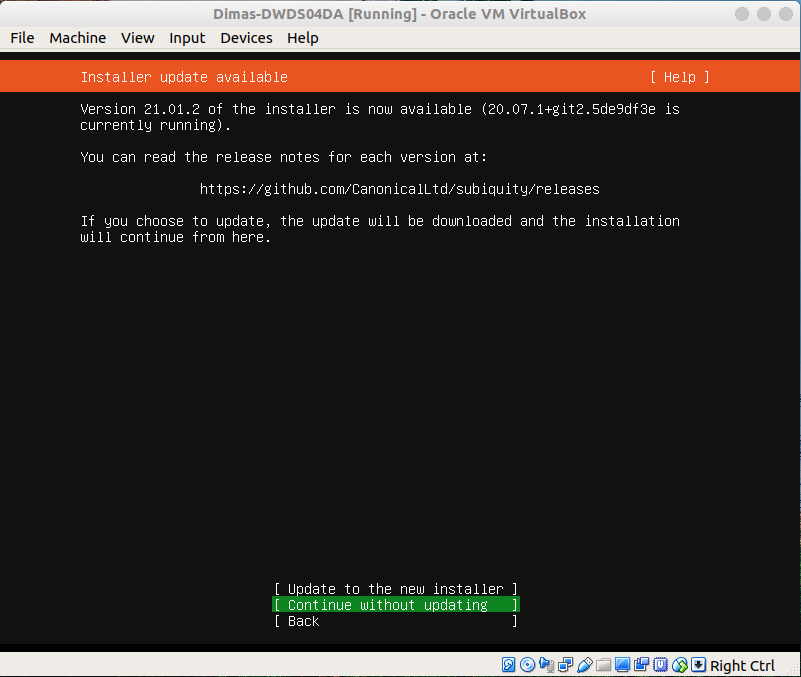 Dimas-DWDS04DA [Running] - Oracle VM VirtualBox
File Machine View Input Devices Help
Installer update available [ Help ]
Version 21.01.2 of the installer is now available (20.07.1+git2.5de9df3e is
currently running).
You can read the release notes for each version at:
https://github.com/CanonicalLtd/subiquity/releases
If you choose to update, the update will be downloaded and the installation
will continue from here.
[ Update to the new installer ]
[ Continue without updating ]
[ Back ]
Right Ctrl